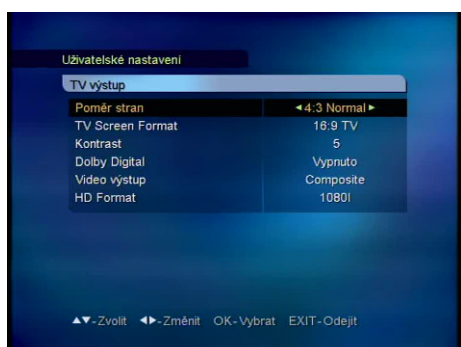 Uživatelské nastavení
TV výstup
Poměr stran ◄4:3 Normal►
TV Screen Format 16:9 TV
Kontrast 5
Dolby Digital Vypnuto
Video výstup Composite
HD Format 1080I
▲▼-Zvolit ◄►-Změnit OK-Vybrat EXIT-Odejít